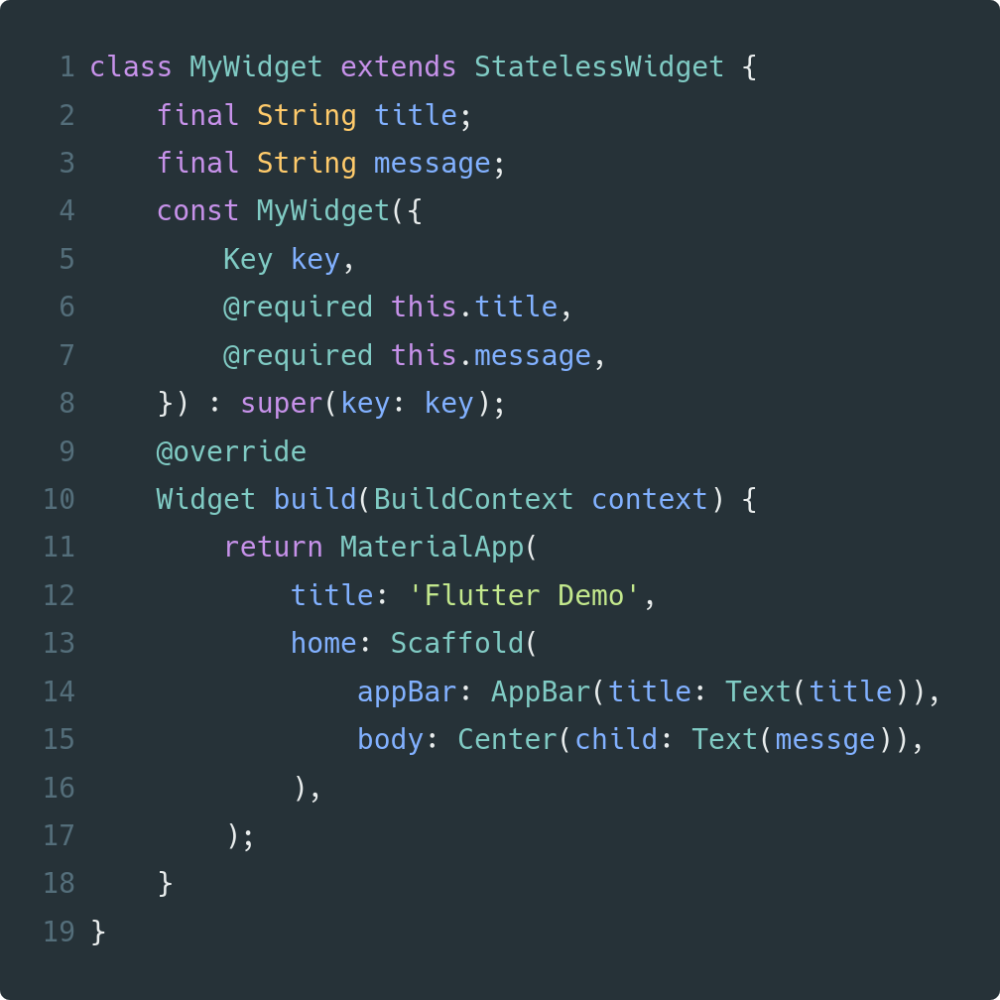 1 class MyWidget extends StatelessWidget {
2     final String title;
3     final String message;
4     const MyWidget({
5         Key key,
6         @required this.title,
7         @required this.message,
8     }) : super(key: key);
9     @override
10     Widget build(BuildContext context) {
11         return MaterialApp(
12             title: 'Flutter Demo',
13             home: Scaffold(
14                 appBar: AppBar(title: Text(title)),
15                 body: Center(child: Text(messge)),
16             ),
17         );
18     }
19 }